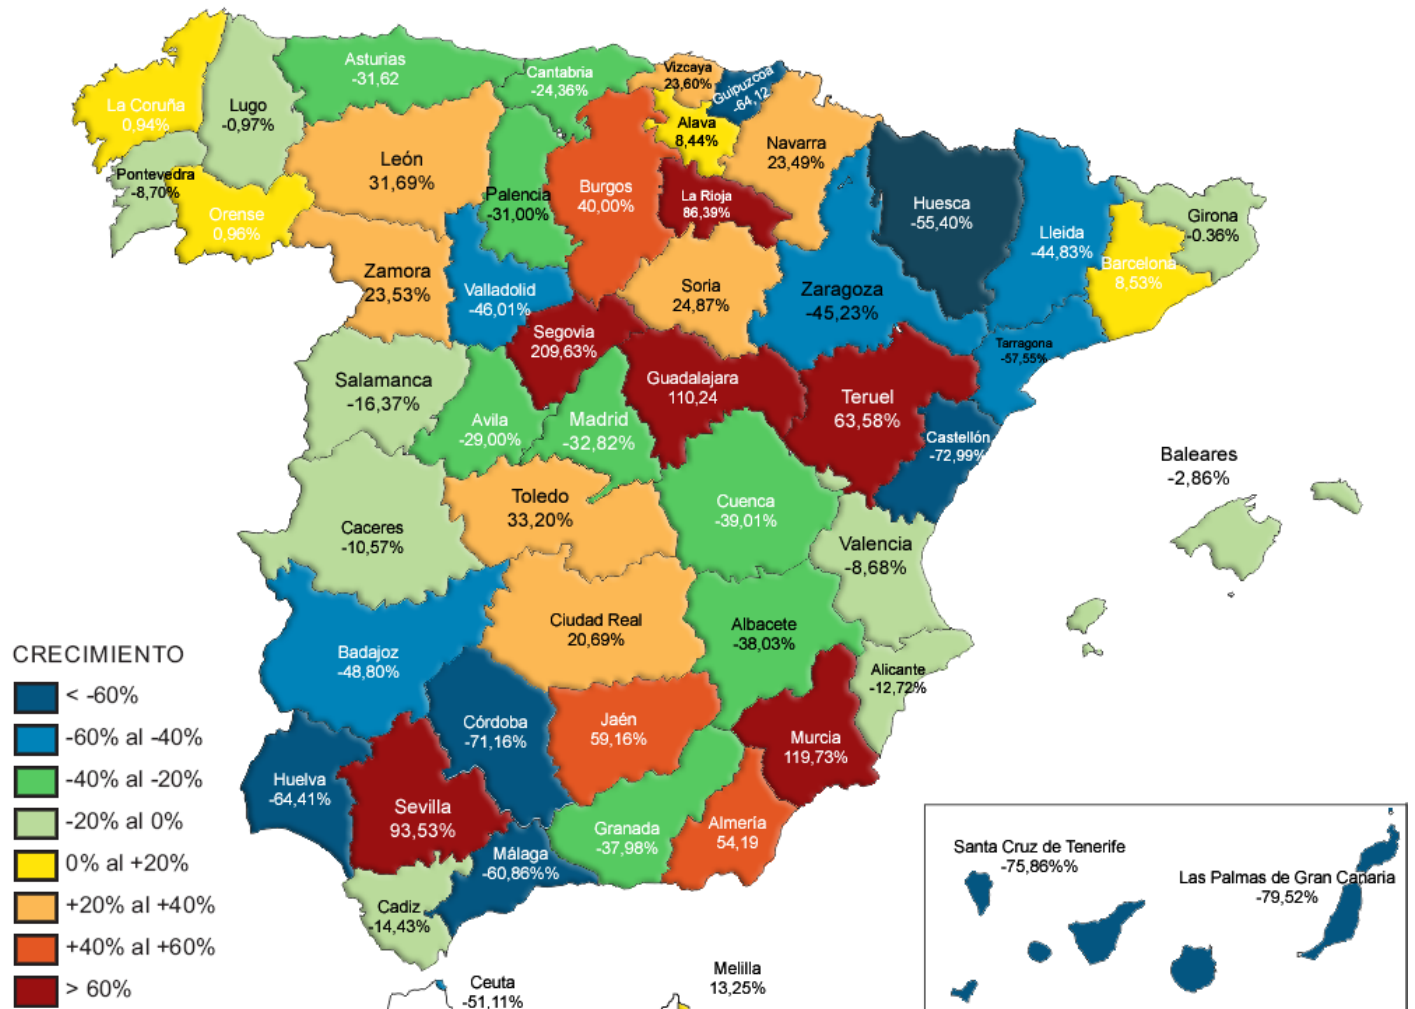 Asturias
-31,62
Cantabria
-24,36%
Vizcaya
23,60%
Guipuzcoa
-64,12
La Coruña
0,94%
Lugo
-0,97%
Alava
8,44%
Navarra
23,49%
León
31,69%
Pontevedra
-8,70%
Palencia
-31,00%
Burgos
40,00%
La Rioja
86,39%
Huesca
-55,40%
Orense
0,96%
Lleida
-44,83%
Girona
-0.36%
Barcelona
8,53%
Zamora
23,53%
Valladolid
-46,01%
Soria
24,87%
Zaragoza
-45,23%
Segovia
209,63%
Tarragona
-57,55%
Salamanca
-16,37%
Guadalajara
110,24
Teruel
63,58%
Avila
-29,00%
Madrid
-32,82%
Castellón
-72,99%
Baleares
-2,86%
Toledo
33,20%
Cuenca
-39,01%
Caceres
-10,57%
Valencia
-8,68%
Ciudad Real
20,69%
Albacete
-38,03%
Badajoz
-48,80%
Alicante
-12,72%
Córdoba
-71,16%
Jaén
59,16%
Murcia
119,73%
Huelva
-64,41%
Sevilla
93,53%
Granada
-37,98%
Almería
54,19
Málaga
-60,86%%
Cadiz
-14,43%
Ceuta
-51,11%
Melilla
13,25%
Santa Cruz de Tenerife
-75,86%%
Las Palmas de Gran Canaria
-79,52%
CRECIMIENTO
< -60%
-60% al -40%
-40% al -20%
-20% al 0%
0% al +20%
+20% al +40%
+40% al +60%
> 60%